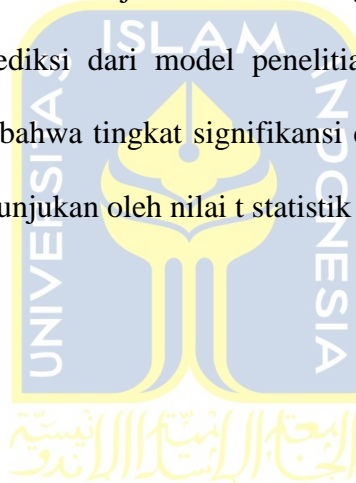 ISLAM
ediksi dari model penelitia
bahwa tingkat signifikansi
unjukan oleh nilai t statistik
UNIVERSITAS
INDONESIA